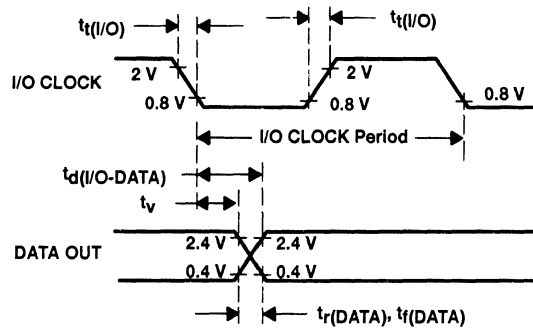 tt(I/O) tt(I/O)
2 V 2 V
I/O CLOCK
0.8 V 0.8 V 0.8 V
I/O CLOCK Period
td(I/O-DATA)
tv
2.4 V 2.4 V
DATA OUT
0.4 V 0.4 V
tr(DATA), tf(DATA)